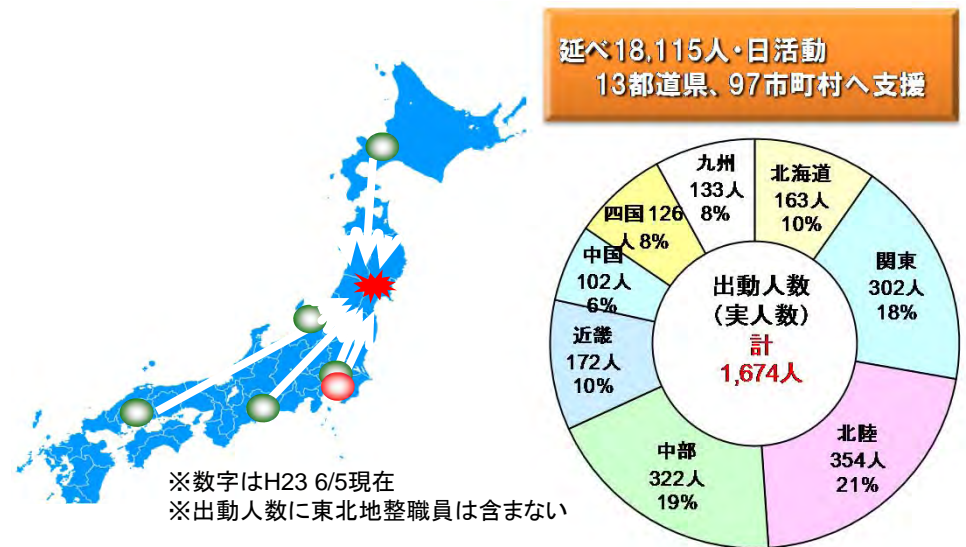 延べ18,115人・日活動
13都道県、97市町村へ支援
九州
133人
8%
北海道
163人
10%
四国 126
人 8%
関東
302人
18%
中国
102人
6%
出動人数
（実人数）
計
1,674人
近畿
172人
10%
北陸
354人
21%
中部
322人
19%
※数字はH23 6/5現在
※出動人数に東北地整職員は含まない